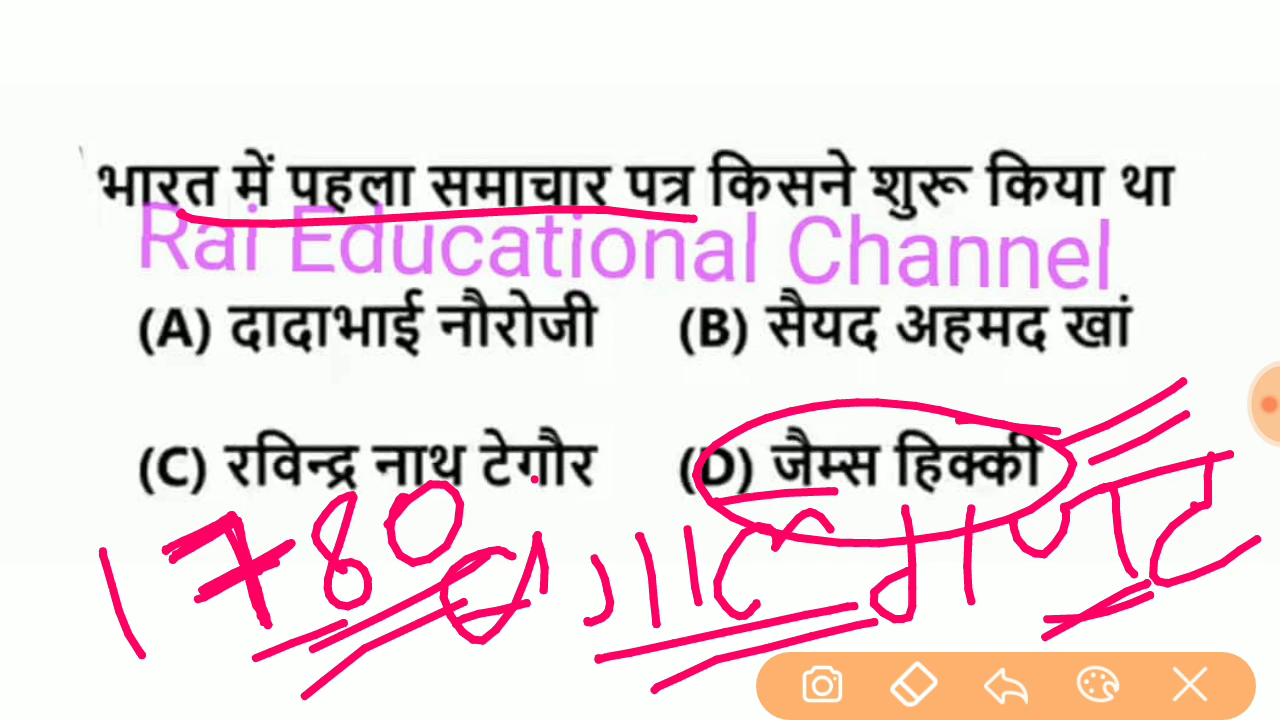 भारत में पहला समाचार पत्र किसने शुरू किया था
Rai Educational Channel
(A) दादाभाई नौरोजी (B) सैयद अहमद खां
(C) रविन्द्र नाथ टेगौर (D) जैम्स हिक्की
1780